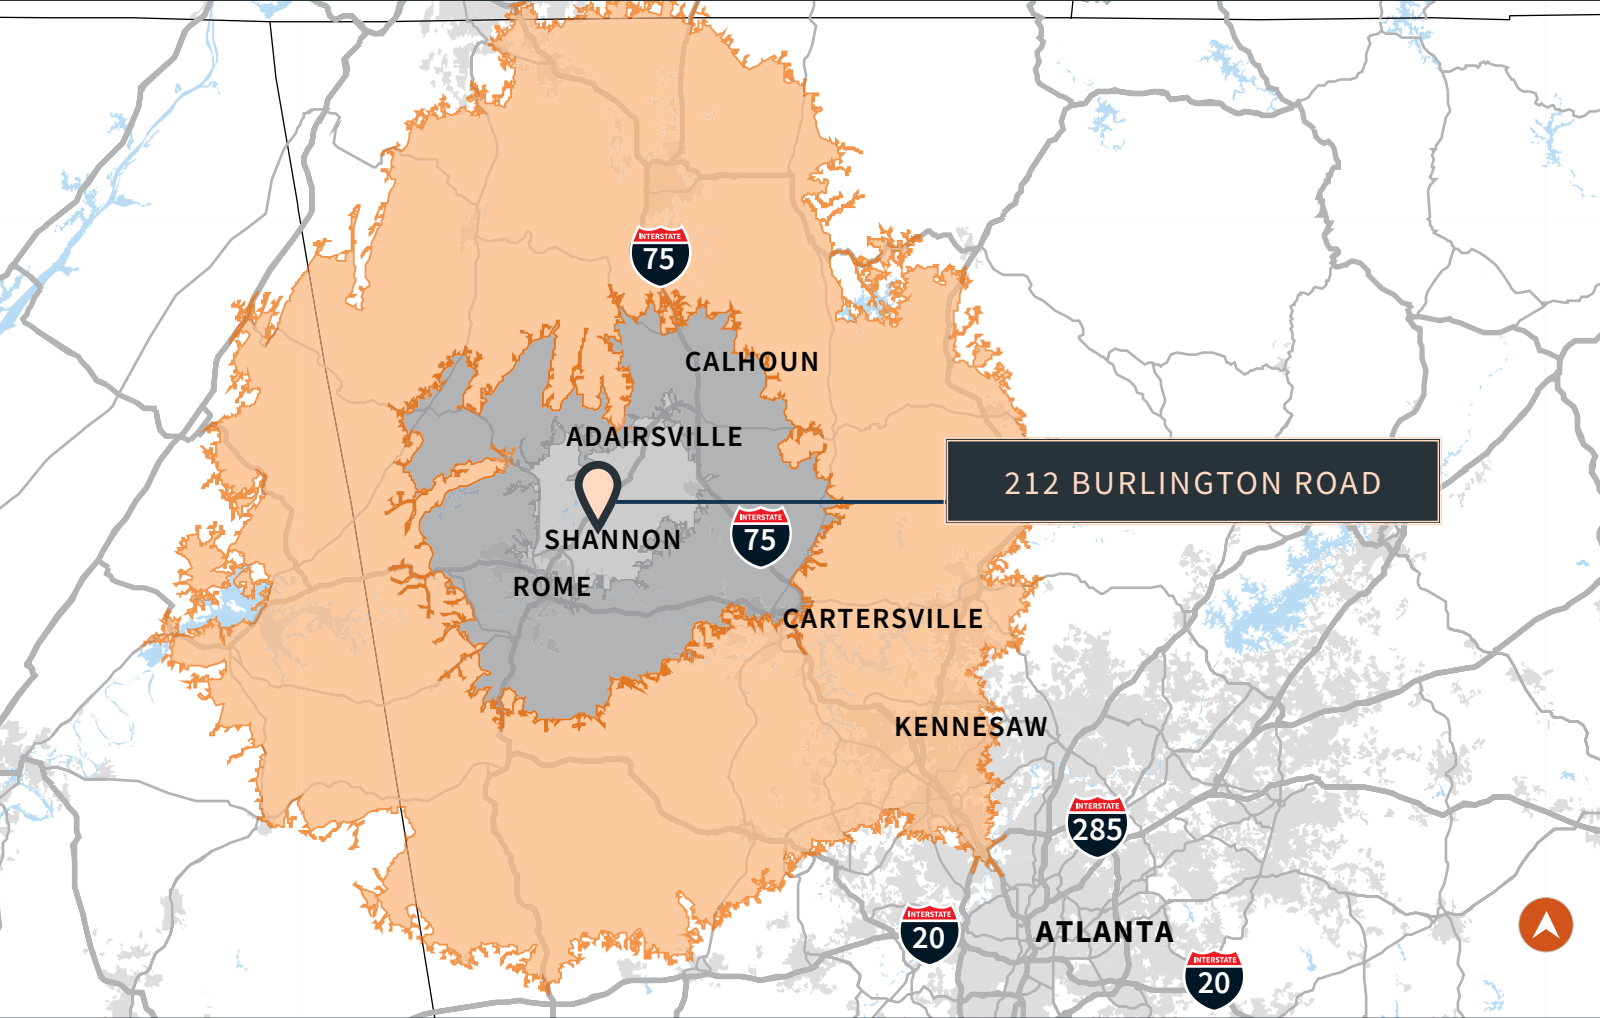 INTERSTATE
75
CALHOUN
ADAIRSVILLE
212 BURLINGTON ROAD
INTERSTATE
75
SHANNON
ROME
CARTERSVILLE
KENNESAW
INTERSTATE
285
INTERSTATE
20
ATLANTA
INTERSTATE
20